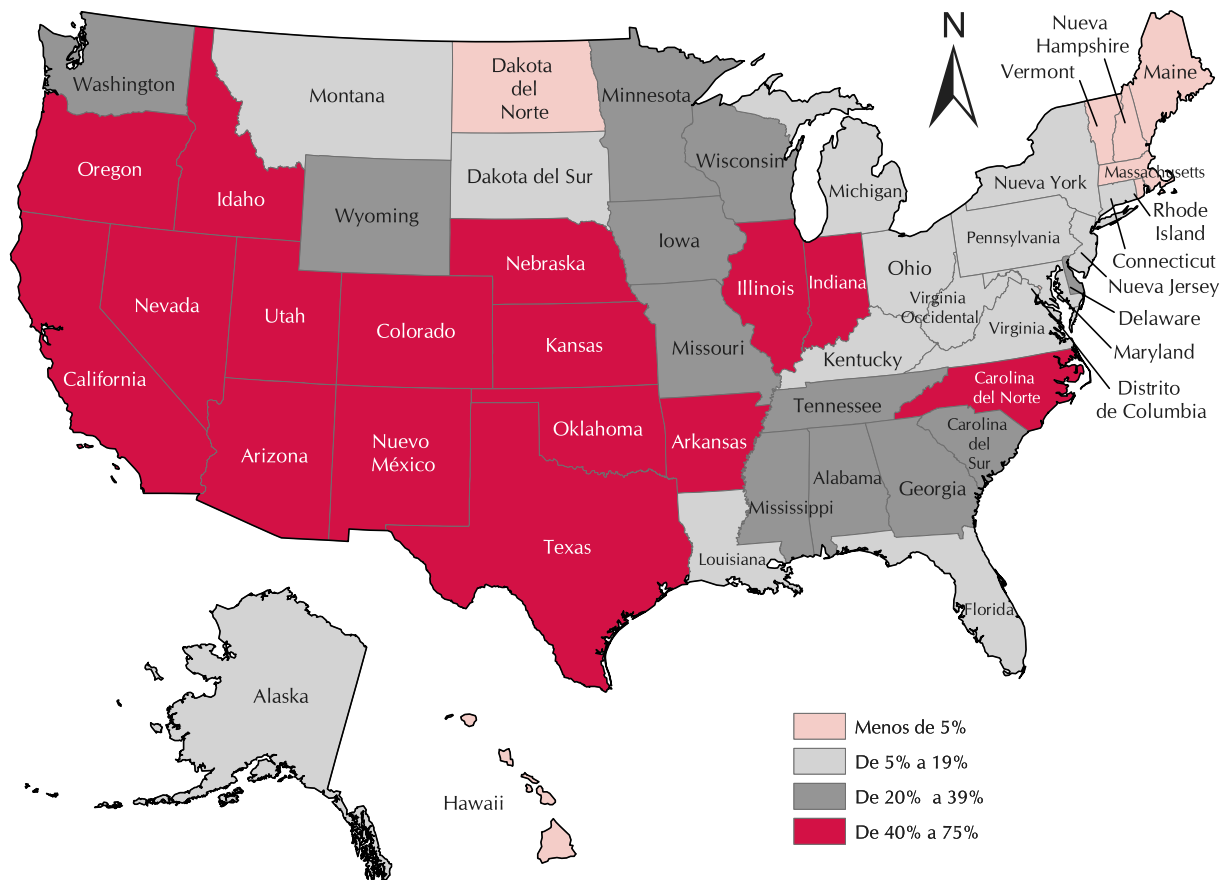 N
Nueva
Hampshire
Vermont
Maine
Washington
Montana
Dakota
del
Norte
Minnesota
Oregon
Idaho
Wyoming
Dakota del Sur
Wisconsin
Michigan
Nueva York
Massachusetts
Rhode
Island
Connecticut
Nueva Jersey
Delaware
Maryland
Distrito
de Columbia
Pennsylvania
Iowa
Nebraska
Illinois
Indiana
Ohio
Virginia
Occidental
Virginia
Nevada
Utah
Colorado
Kansas
Missouri
Kentucky
California
Carolina
del Norte
Tennessee
Arizona
Nuevo
México
Oklahoma
Arkansas
Carolina
del
Sur
Mississippi
Alabama
Georgia
Texas
Louisiana
Florida
Alaska
Hawaii
Menos de 5%
De 5% a 19%
De 20% a 39%
De 40% a 75%